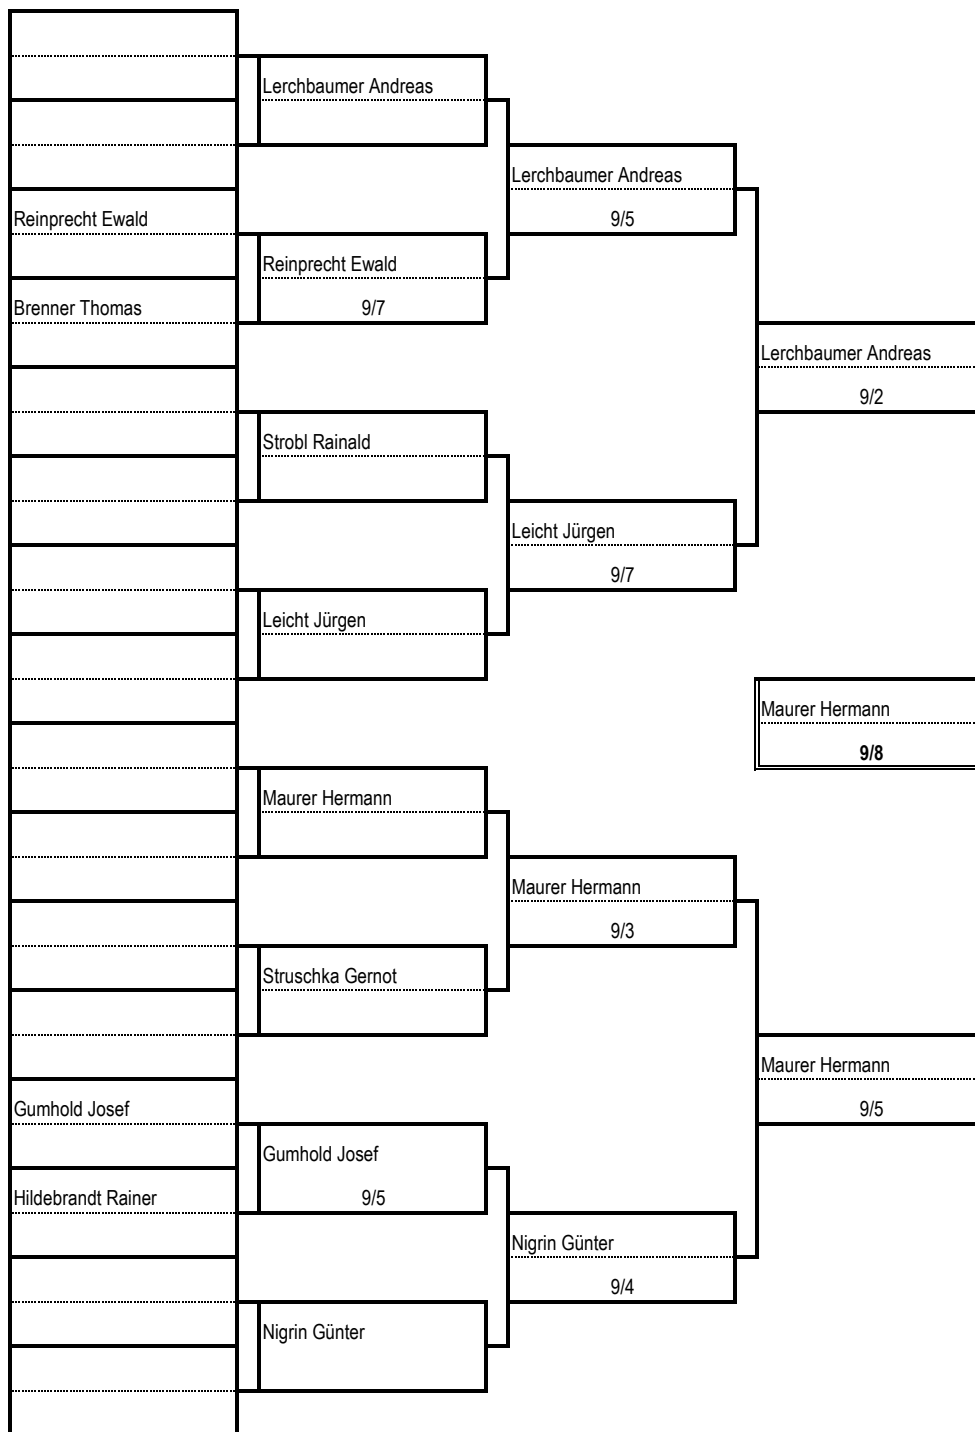 Lerchbaumer Andreas
Lerchbaumer Andreas
Reinprecht Ewald
9/5
Reinprecht Ewald
Brenner Thomas
9/7
Lerchbaumer Andreas
9/2
Strobl Rainald
Leicht Jürgen
9/7
Leicht Jürgen
Maurer Hermann
9/8
Maurer Hermann
Maurer Hermann
9/3
Struschka Gernot
Maurer Hermann
Gumhold Josef
9/5
Gumhold Josef
Hildebrandt Rainer
9/5
Nigrin Günter
9/4
Nigrin Günter